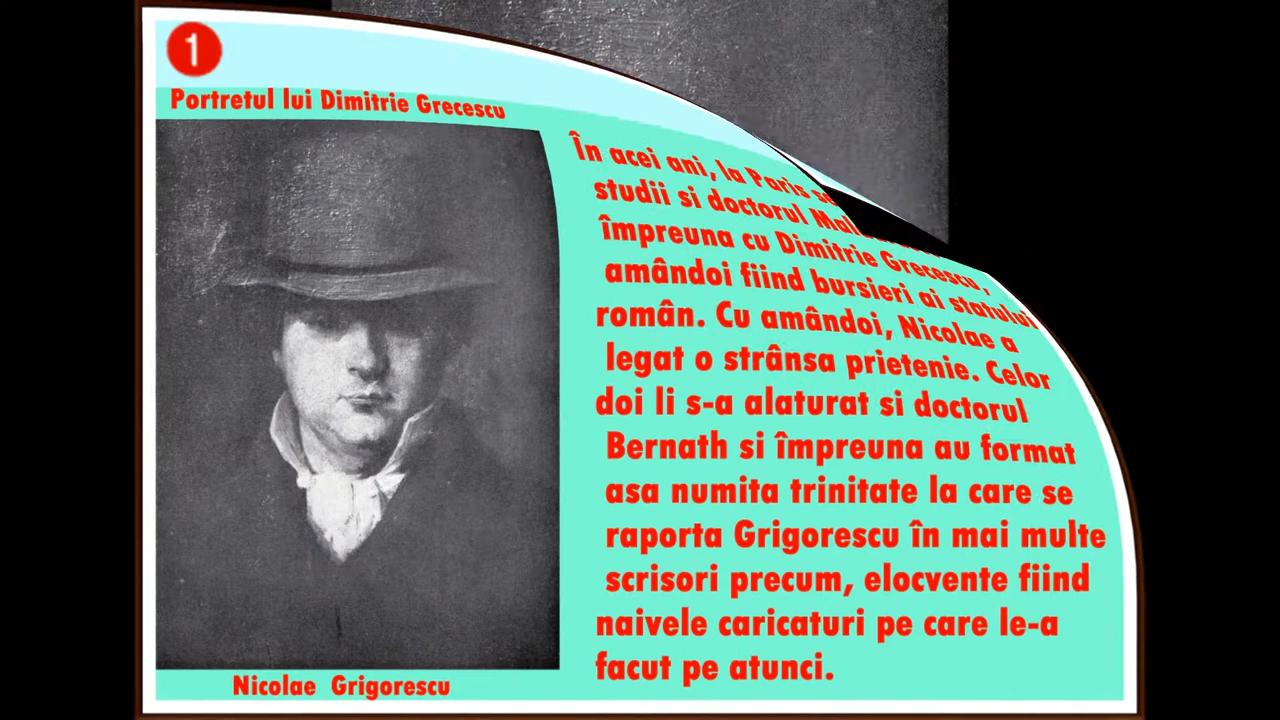 1
Portretul lui Dimitrie Grecescu
În acei ani, la Paris
studii si doctorul
împreuna cu Dimitrie Grecescu,
amândoi fiind bursieri ai statului
român. Cu amândoi, Nicolae a
legat o strânsa prietenie. Celor
doi li s-a alaturat si doctorul
Bernath si împreuna au format
asa numita trinitate la care se
raporta Grigorescu în mai multe
scrisori precum, elocvente fiind
naivele caricaturi pe care le-a
facut pe atunci.
Nicolae Grigorescu